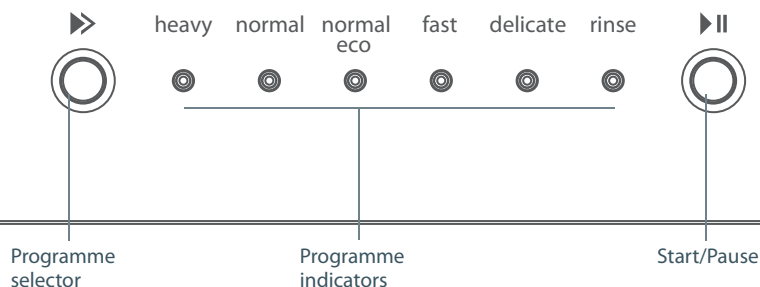 heavy normal normal fast delicate rinse
eco
Programme Programme Start/Pause
selector indicators